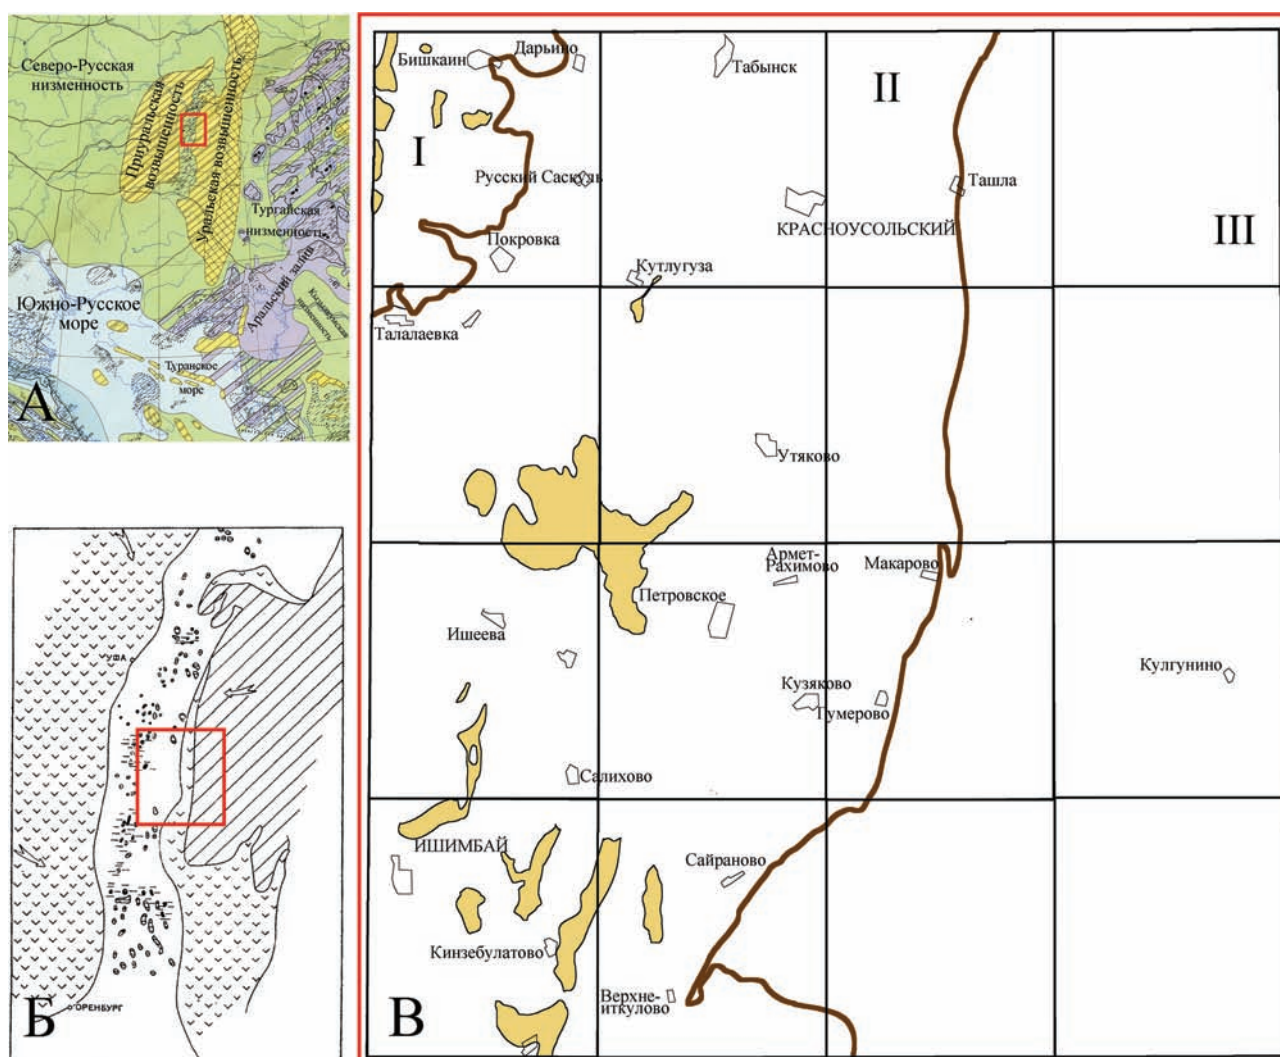 Северо-Русская
низменность
Приуральская
возвышенность
Уральская возвышенность
Тургайская
низменность
Аральский залив
Южно-Русское
море
Туранское
море
А
УФА
ОРЕНБУРГ
Б
Бишкаин
Дарьино
Табынск
II
I
Русский Саскуль
Ташла
КРАСНОУСОЛЬСКИЙ
III
Покровка
Кутлугуза
Талалаевка
Утяково
Армет-
Рахимово
Макарово
Петровское
Ишеева
Кулгунино
Кузяково
Гумерово
Салихово
ИШИМБАЙ
Сайраново
Кинзебулатово
Верхне-
иткулово
В